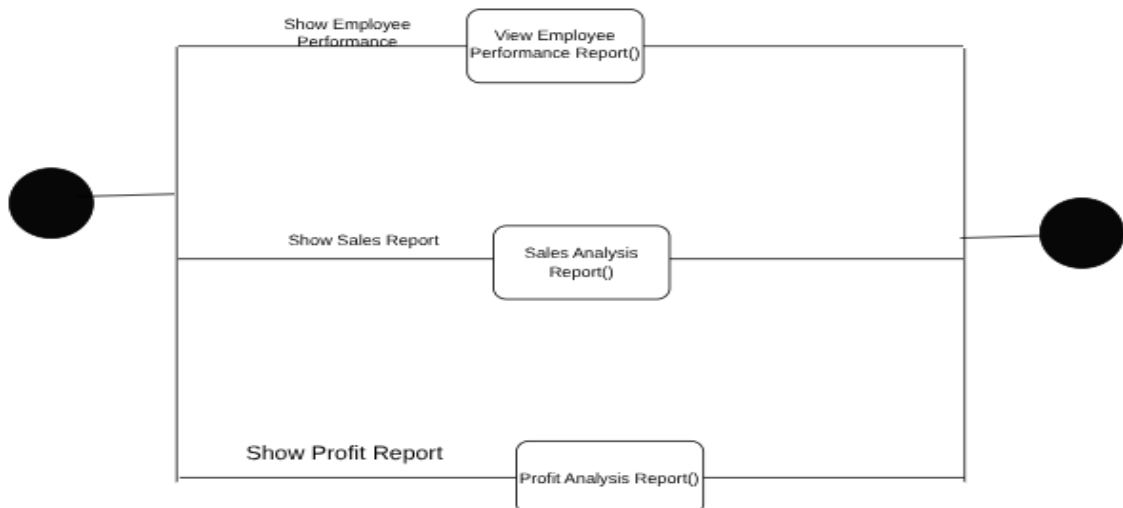 Show Employee
Performance
View Employee
Performance Report()
Show Sales Report
Sales Analysis
Report()
Show Profit Report
Profit Analysis Report()